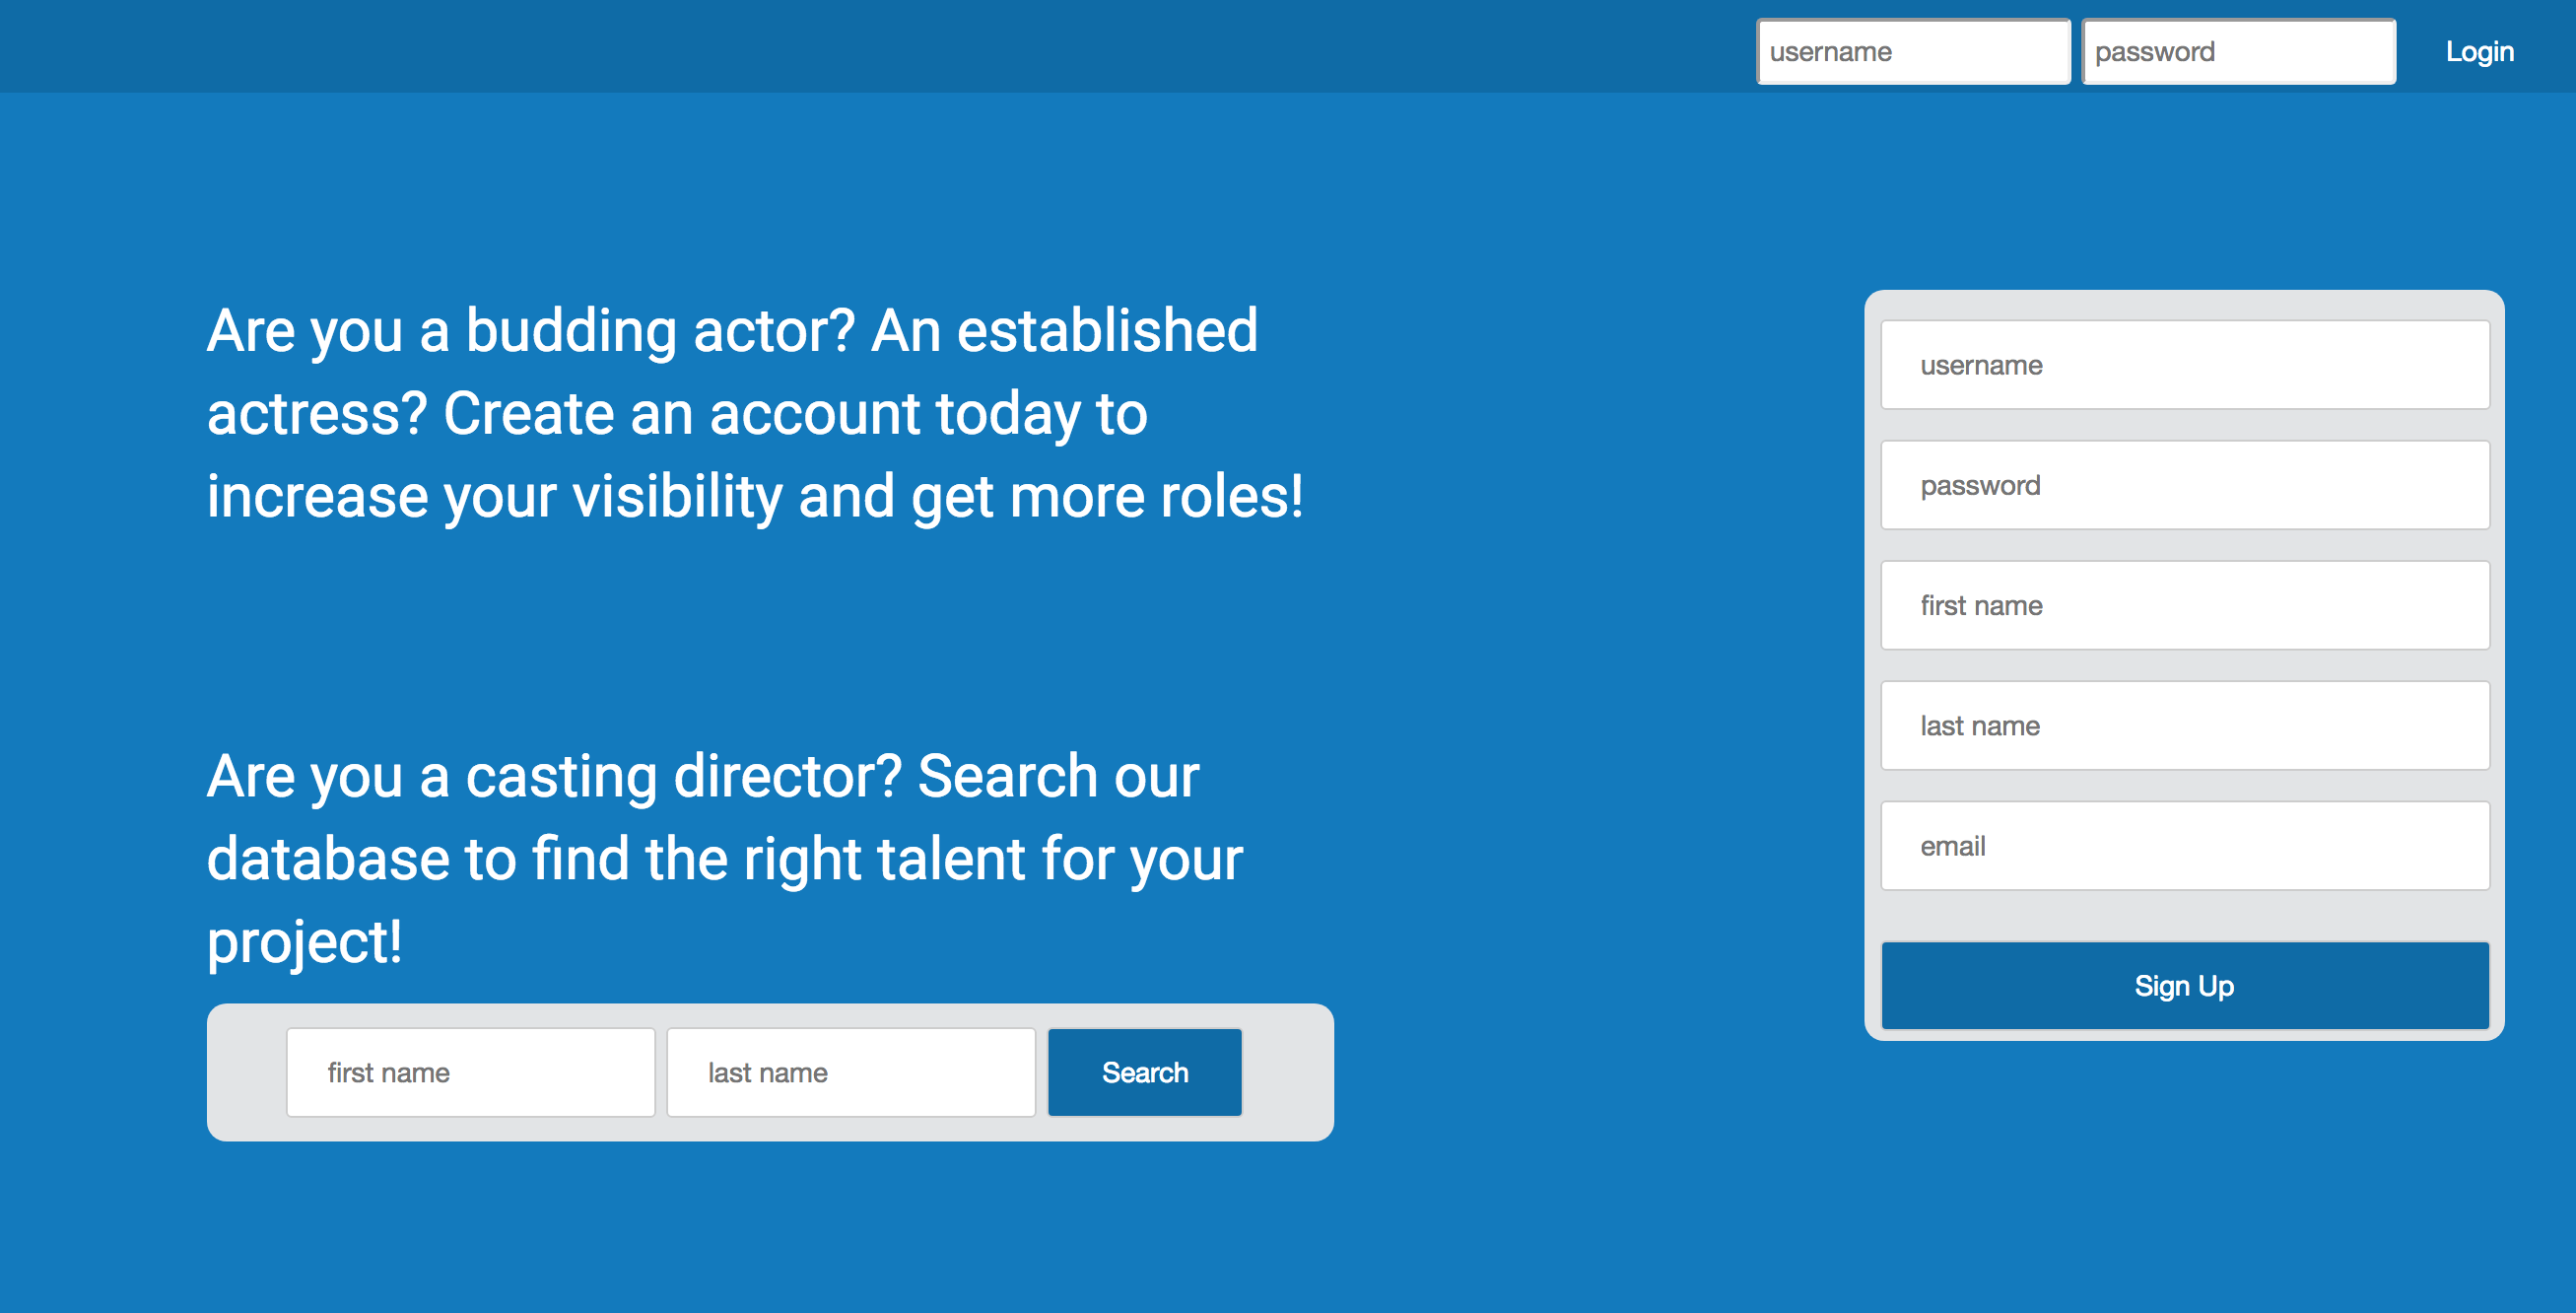 username password Login
Are you a budding actor? An established
actress? Create an account today to
increase your visibility and get more roles!
Are you a casting director? Search our
database to find the right talent for your
project!
first name last name Search
username
password
first name
last name
email
Sign Up